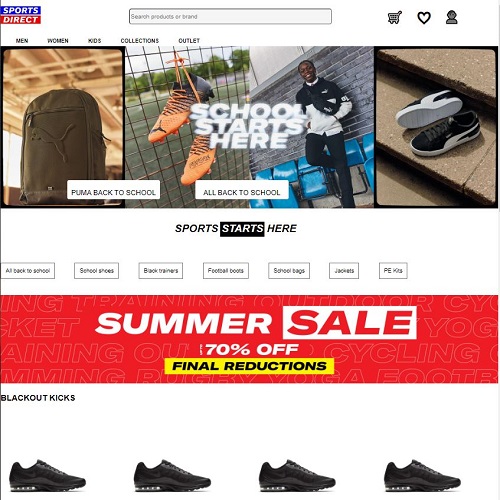 SPORTS
DIRECT
Search products or brand
MEN WOMEN KIDS COLLECTIONS OUTLET
SCHOOL
STARTS
HERE
PUMA BACK TO SCHOOL ALL BACK TO SCHOOL
SPORTS STARTS HERE
All back to school School shoes Black trainers Football boots School bags Jackets PE Kits
SUMMER SALE
70% OFF
FINAL REDUCTIONS
BLACKOUT KICKS